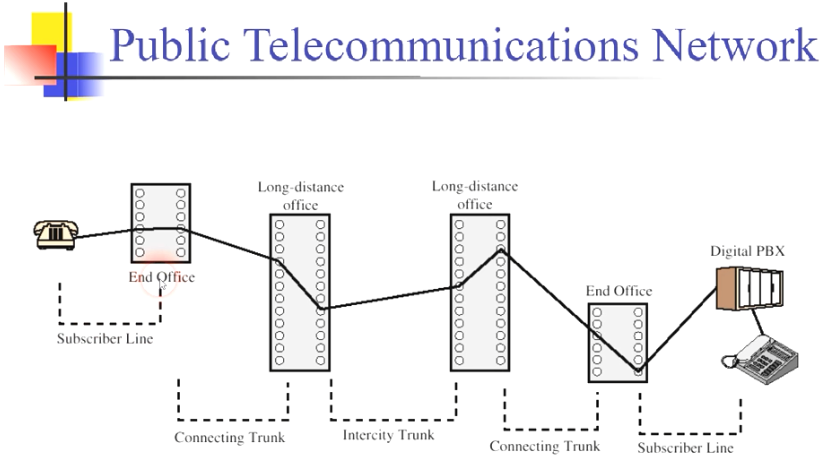 Public Telecommunications Network
Long-distance
office
Long-distance
office
Digital PBX
End Office
End Office
Subscriber Line
Connecting Trunk
Intercity Trunk
Connecting Trunk
Subscriber Line